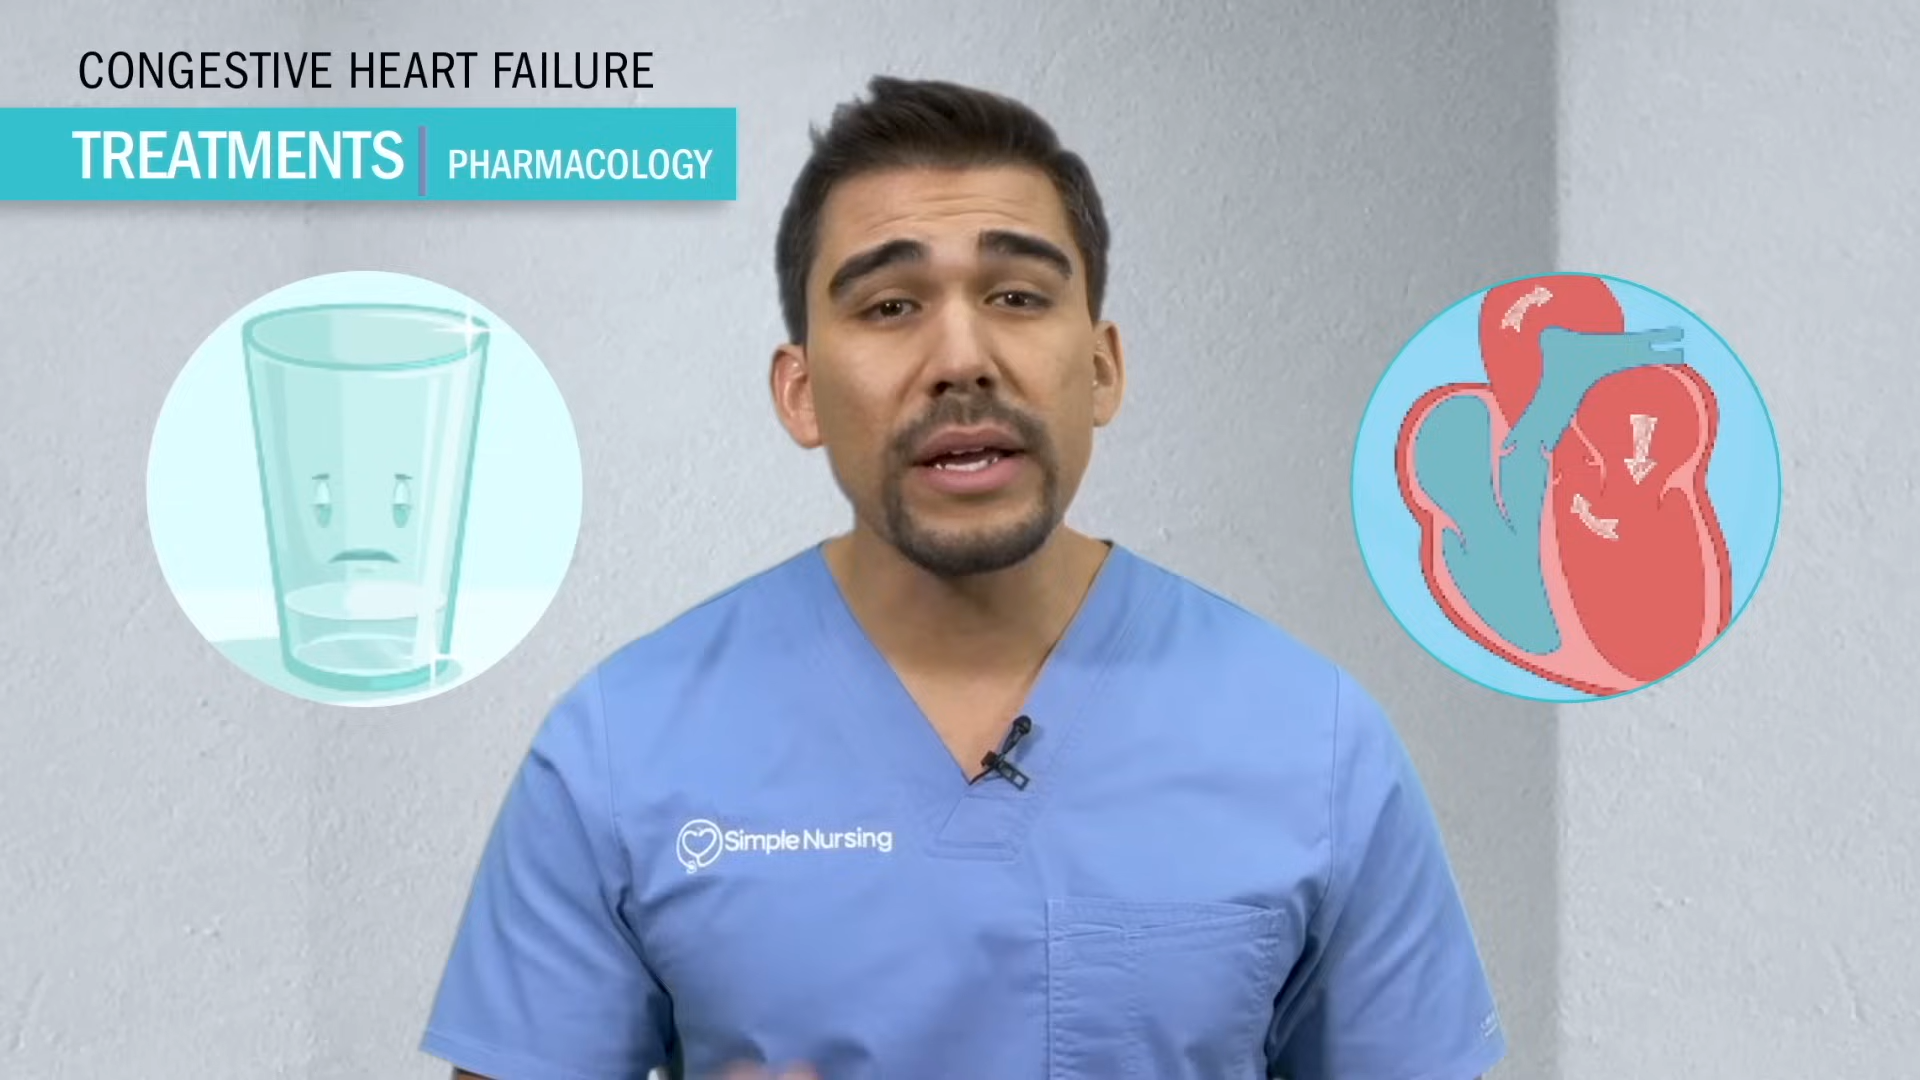 CONGESTIVE HEART FAILURE
TREATMENTS | PHARMACOLOGY
Simple Nursing